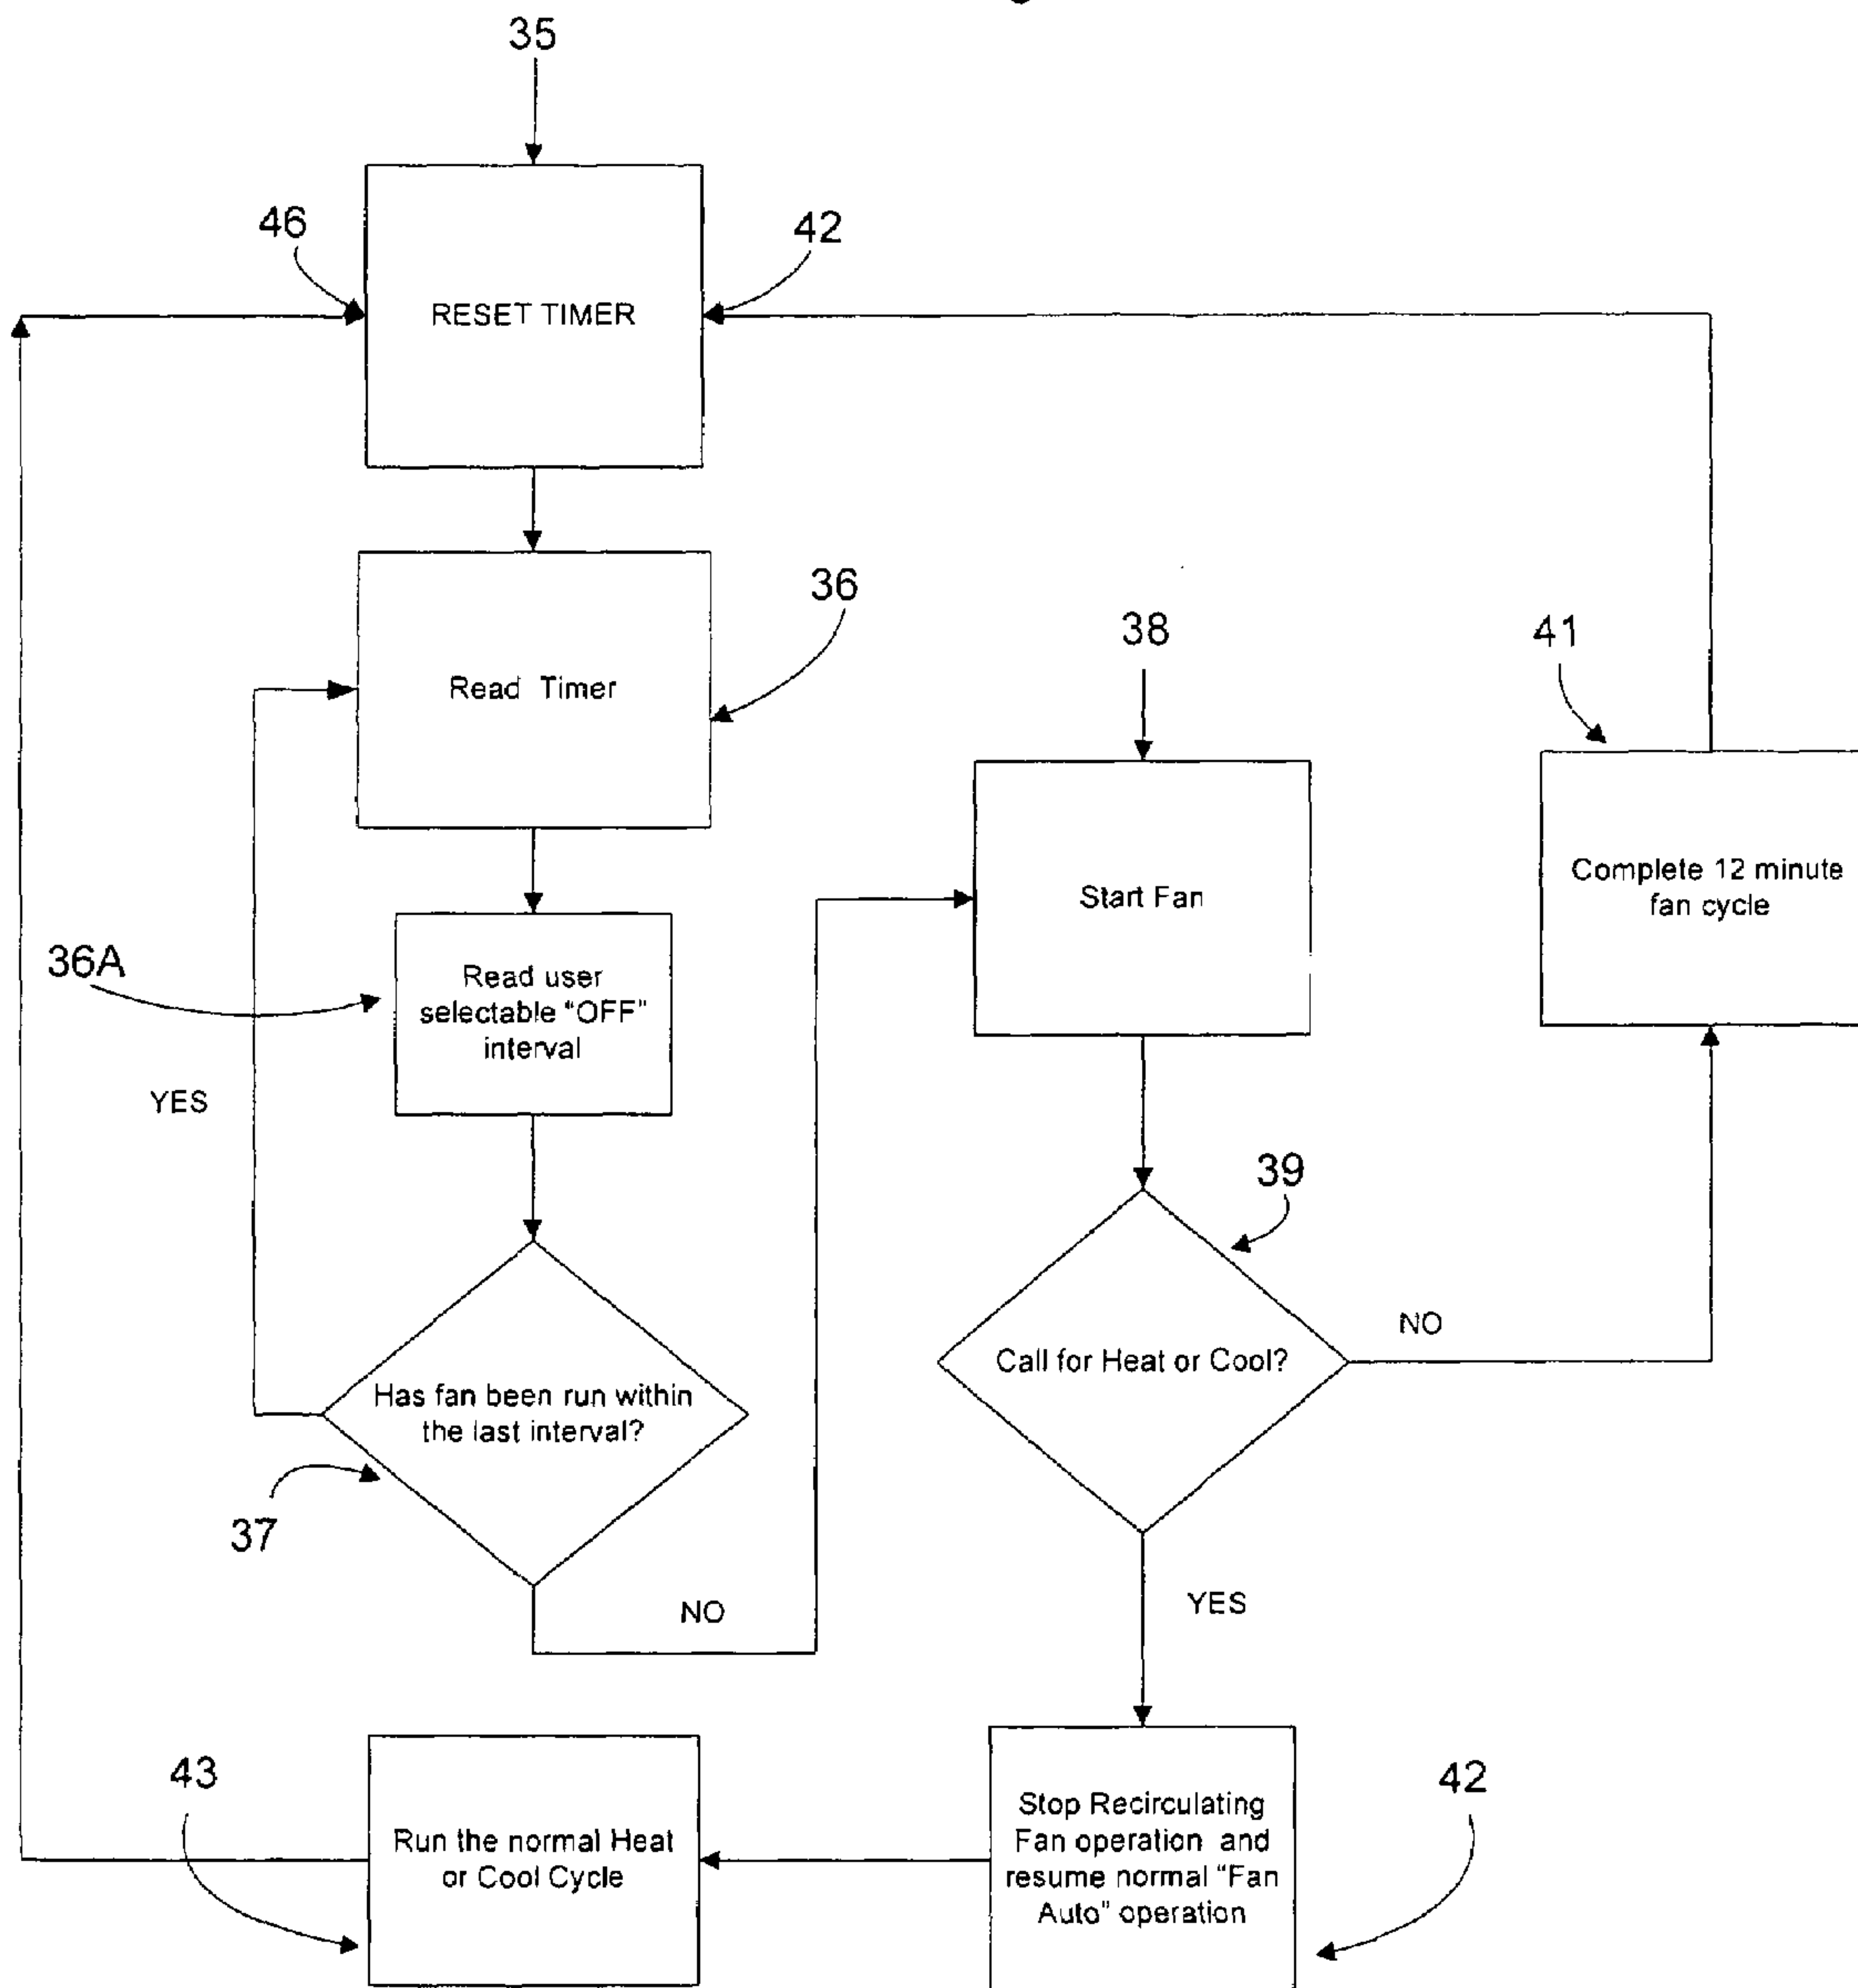 35
46
42
RESET TIMER
36
38
41
Read Timer
Start Fan
Complete 12 minute
fan cycle
36A
Read user
selectable "OFF"
interval
YES
39
Call for Heat or Cool?
NO
Has fan been run within
the last interval?
37
NO
YES
43
Run the normal Heat
or Cool Cycle
Stop Recirculating
Fan operation and
resume normal "Fan
Auto" operation
42